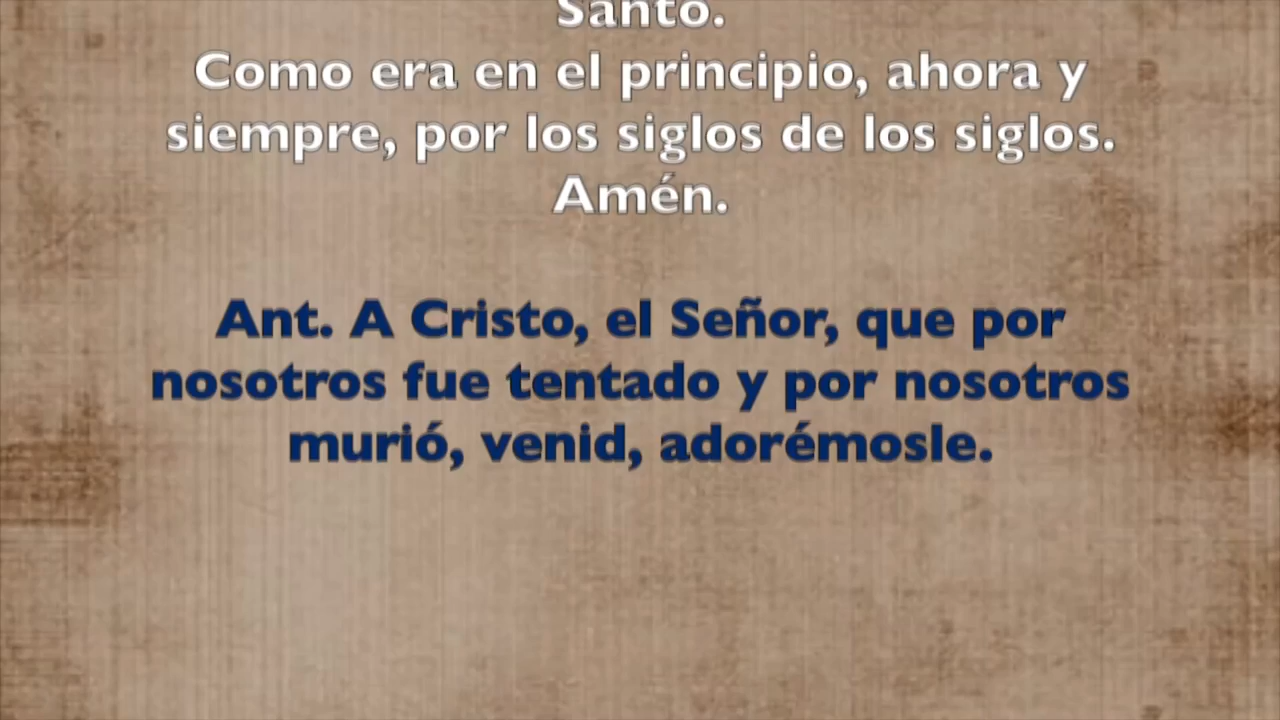 Santo.
Como era en el principio, ahora y
siempre, por los siglos de los siglos.
Amén.
Ant. A Cristo, el Señor, que por
nosotros fue tentado y por nosotros
murió, venid, adorémosle.